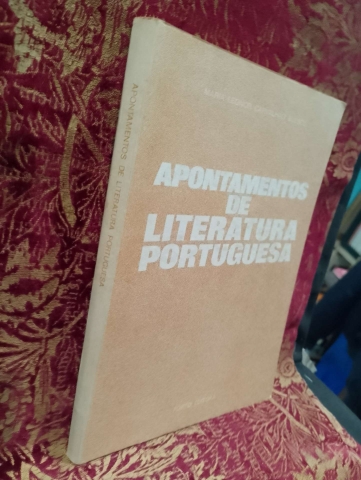 APONTAMENTOS
DE
LITERATURA
PORTUGUESA
APONTAMENTOS DE LITERATURA PORTUGUESA